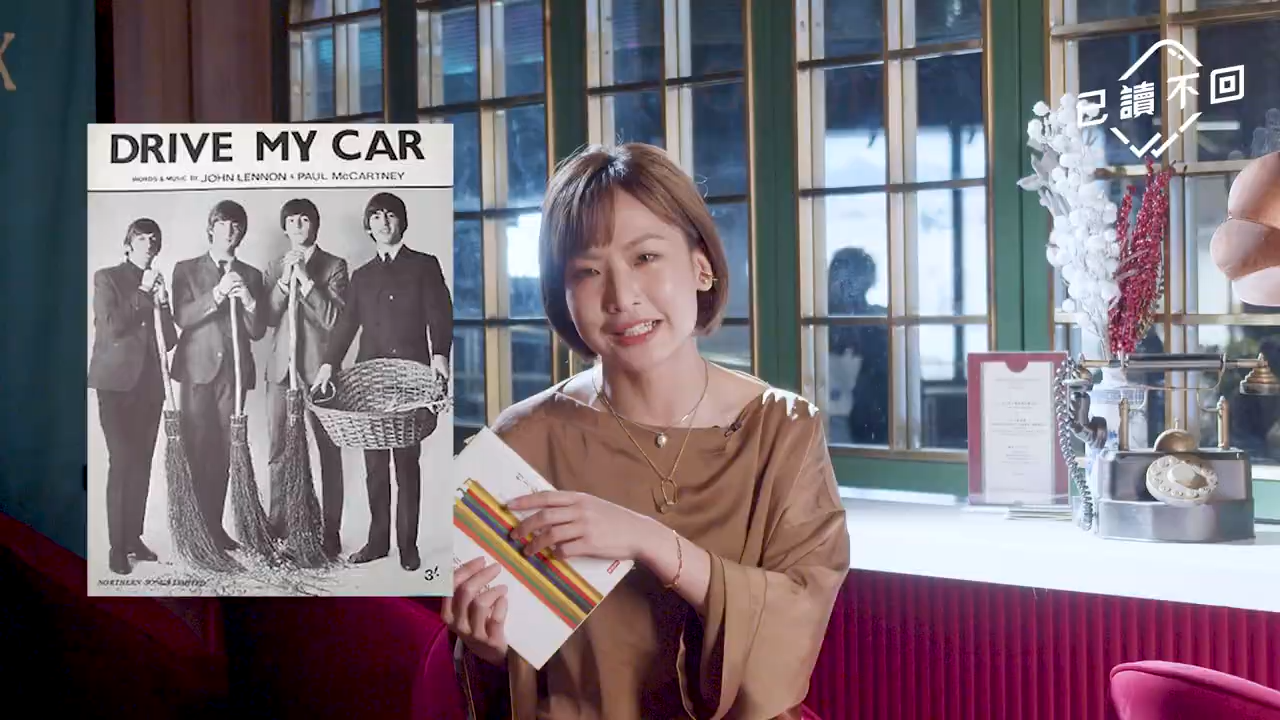 DRIVE MY CAR
WORDS & MUSIC BY JOHN LENNON & PAUL McCARTNEY
NORTHERN SONGS LIMITED
3/-
已讀不回